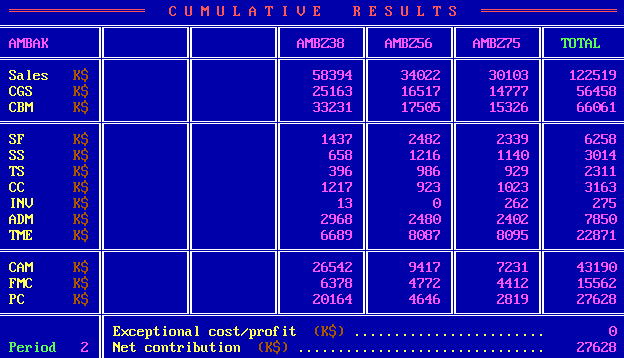 CUMULATIVE RESULTS
AMBAK AMBZ38 AMBZ56 AMBZ75 TOTAL
Sales K$ 58394 34022 30103 122519
CGS K$ 25163 16517 14777 56458
CBM K$ 33231 17505 15326 66061
SF K$ 1437 2482 2339 6258
SS K$ 658 1216 1140 3014
TS K$ 396 986 929 2311
CC K$ 1217 923 1023 3163
INV K$ 13 0 262 275
ADM K$ 2968 2480 2402 7850
TME K$ 6689 8087 8095 22871
CAM K$ 26542 9417 7231 43190
FMC K$ 6378 4772 4412 15562
PC K$ 20164 4646 2819 27628
Exceptional cost/profit (K$) ....................... 0
Period 2 Net contribution (K$) ............................. 27628